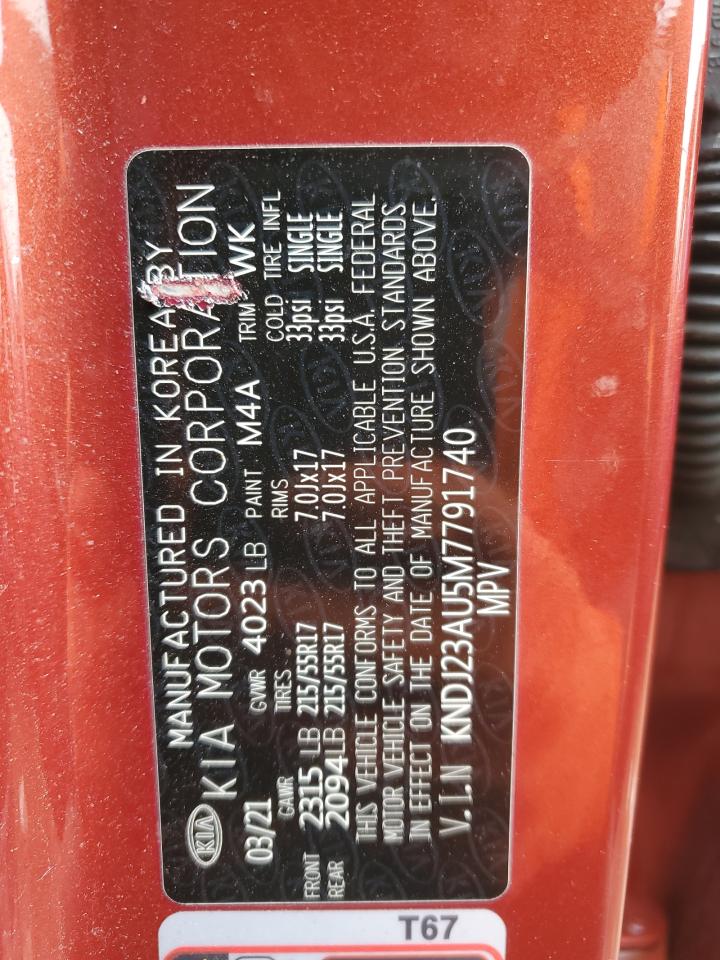 MANUFACTURED IN KOREA BY
KIA KIA MOTORS CORPORATION
03/21 GVWR 4023 LB PAINT M4A TRIM WK
GAWR TIRES RIMS COLD TIRE INFL
FRONT 2315 LB 215/55R17 7.0Jx17 33psi SINGLE
REAR 2094 LB 215/55R17 7.0Jx17 33psi SINGLE
THIS VEHICLE CONFORMS TO ALL APPLICABLE U.S.A. FEDERAL
MOTOR VEHICLE SAFETY AND THEFT PREVENTION STANDARDS
IN EFFECT ON THE DATE OF MANUFACTURE SHOWN ABOVE.
V.I.N KNDJ23AU5M7791740
MPV
T67